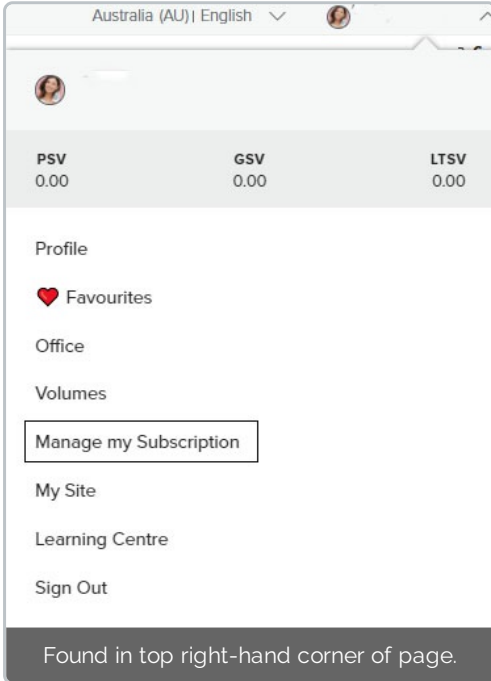 Australia (AU)| English
PSV GSV LTSV
0.00 0.00 0.00
Profile
Favourites
Office
Volumes
Manage my Subscription
My Site
Learning Centre
Sign Out
Found in top right-hand corner of page.